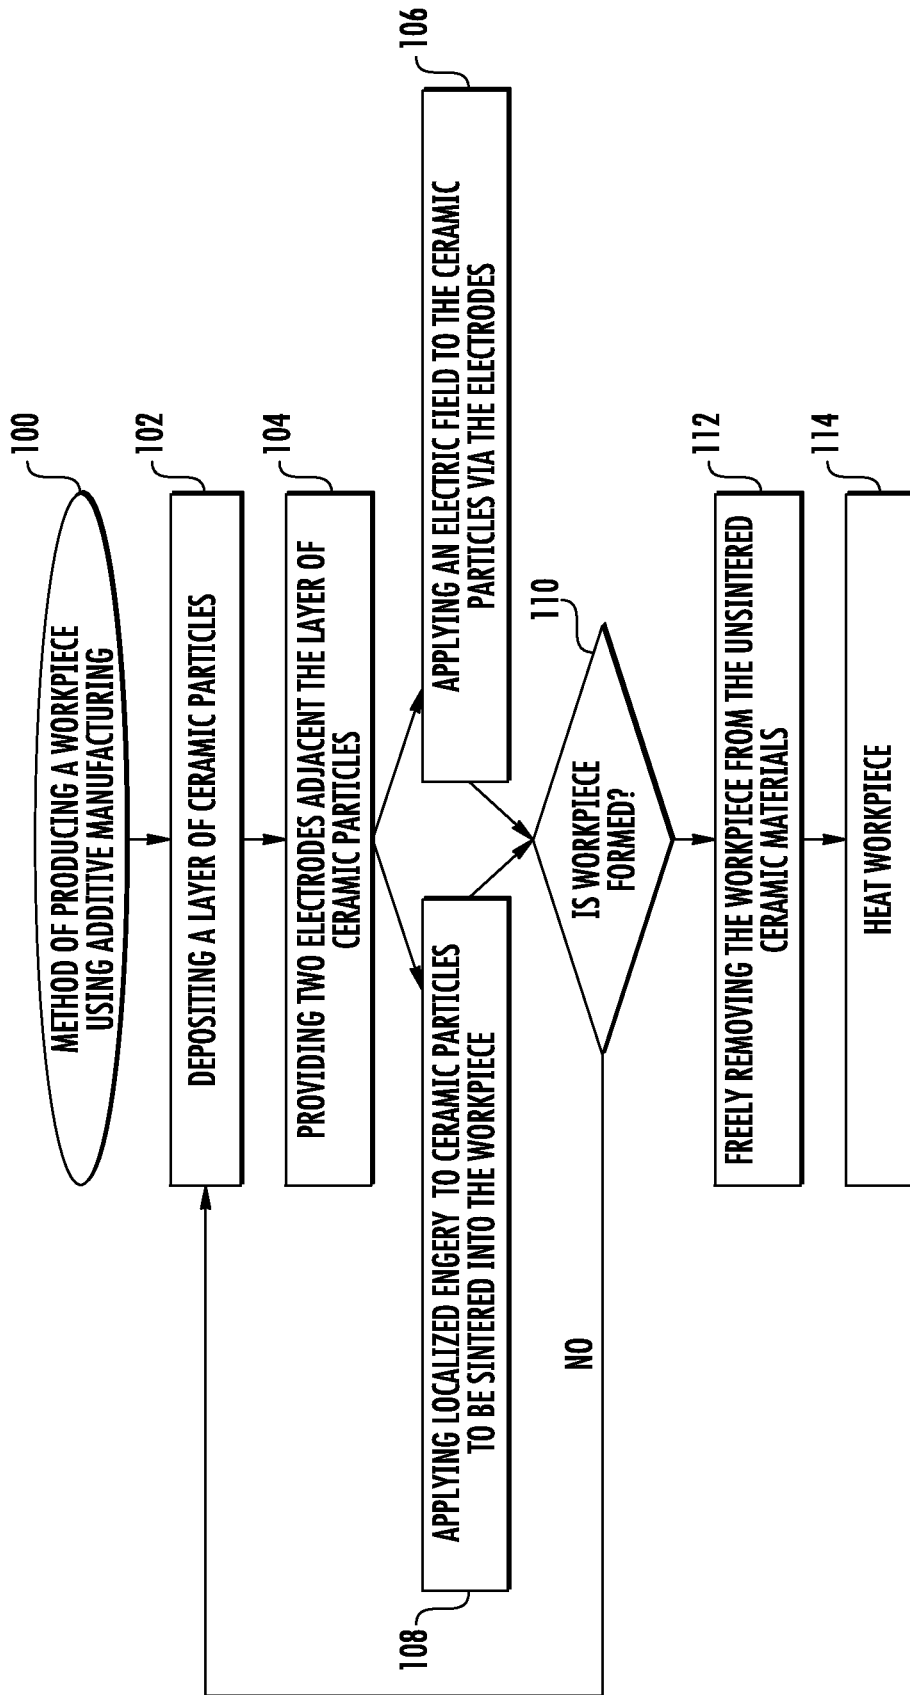 100
METHOD OF PRODUCING A WORKPIECE
USING ADDITIVE MANUFACTURING
102
DEPOSITING A LAYER OF CERAMIC PARTICLES
104
PROVIDING TWO ELECTRODES ADJACENT THE LAYER OF
CERAMIC PARTICLES
108
APPLYING LOCALIZED ENGERY TO CERAMIC PARTICLES
TO BE SINTERED INTO THE WORKPIECE
106
APPLYING AN ELECTRIC FIELD TO THE CERAMIC
PARTICLES VIA THE ELECTRODES
110
IS WORKPIECE
FORMED?
NO
112
FREELY REMOVING THE WORKPIECE FROM THE UNSINTERED
CERAMIC MATERIALS
114
HEAT WORKPIECE